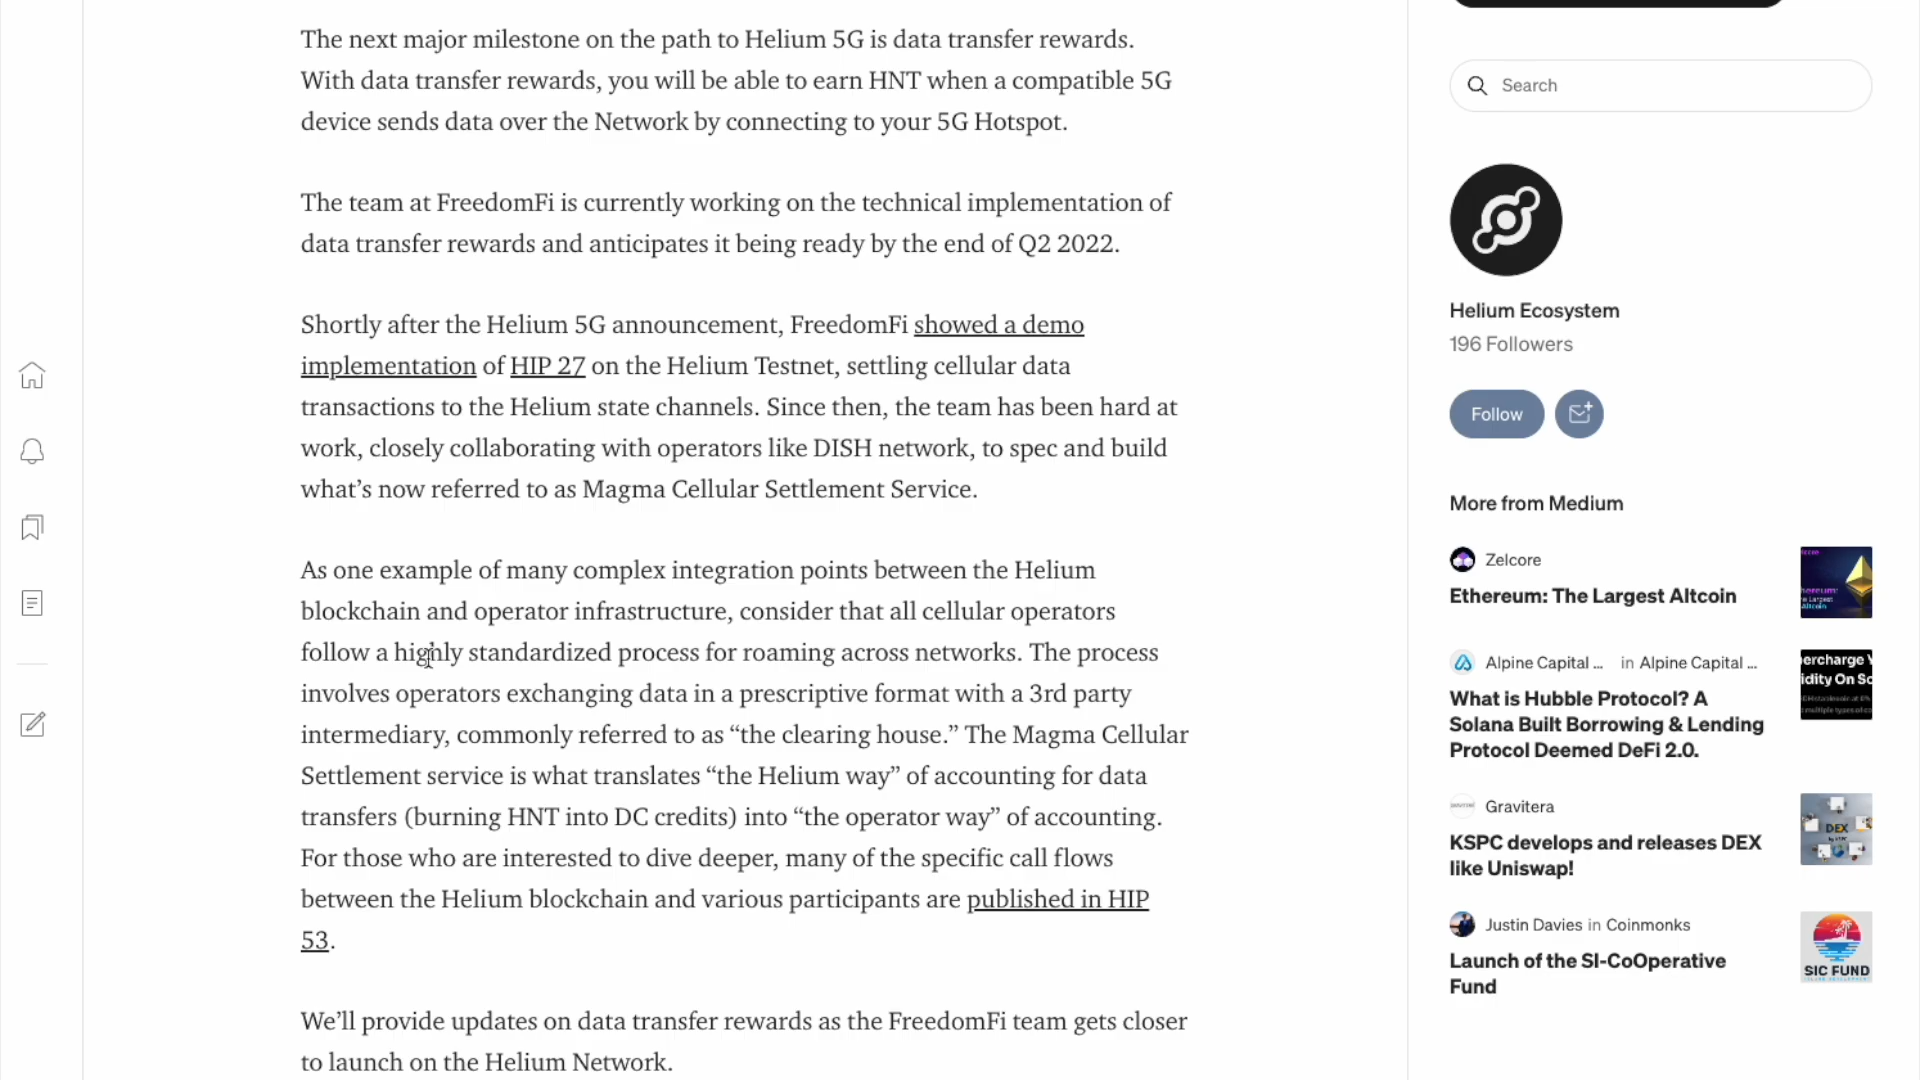 The next major milestone on the path to Helium 5G is data transfer rewards.
With data transfer rewards, you will be able to earn HNT when a compatible 5G
device sends data over the Network by connecting to your 5G Hotspot.
The team at FreedomFi is currently working on the technical implementation of
data transfer rewards and anticipates it being ready by the end of Q2 2022.
Shortly after the Helium 5G announcement, FreedomFi showed a demo
implementation of HIP 27 on the Helium Testnet, settling cellular data
transactions to the Helium state channels. Since then, the team has been hard at
work, closely collaborating with operators like DISH network, to spec and build
what’s now referred to as Magma Cellular Settlement Service.
As one example of many complex integration points between the Helium
blockchain and operator infrastructure, consider that all cellular operators
follow a highly standardized process for roaming across networks. The process
involves operators exchanging data in a prescriptive format with a 3rd party
intermediary, commonly referred to as “the clearing house.” The Magma Cellular
Settlement service is what translates “the Helium way” of accounting for data
transfers (burning HNT into DC credits) into “the operator way” of accounting.
For those who are interested to dive deeper, many of the specific call flows
between the Helium blockchain and various participants are published in HIP
53.
We’ll provide updates on data transfer rewards as the FreedomFi team gets closer
to launch on the Helium Network.
Search
Helium Ecosystem
196 Followers
Follow
More from Medium
Zelcore
Ethereum: The Largest Altcoin
Alpine Capital ... in Alpine Capital ...
What is Hubble Protocol? A
Solana Built Borrowing & Lending
Protocol Deemed DeFi 2.0.
ercharge
idity On So
Gravitera
KSPC develops and releases DEX
like Uniswap!
DEX
Justin Davies in Coinmonks
Launch of the SI-CoOperative
Fund
SIC FUND